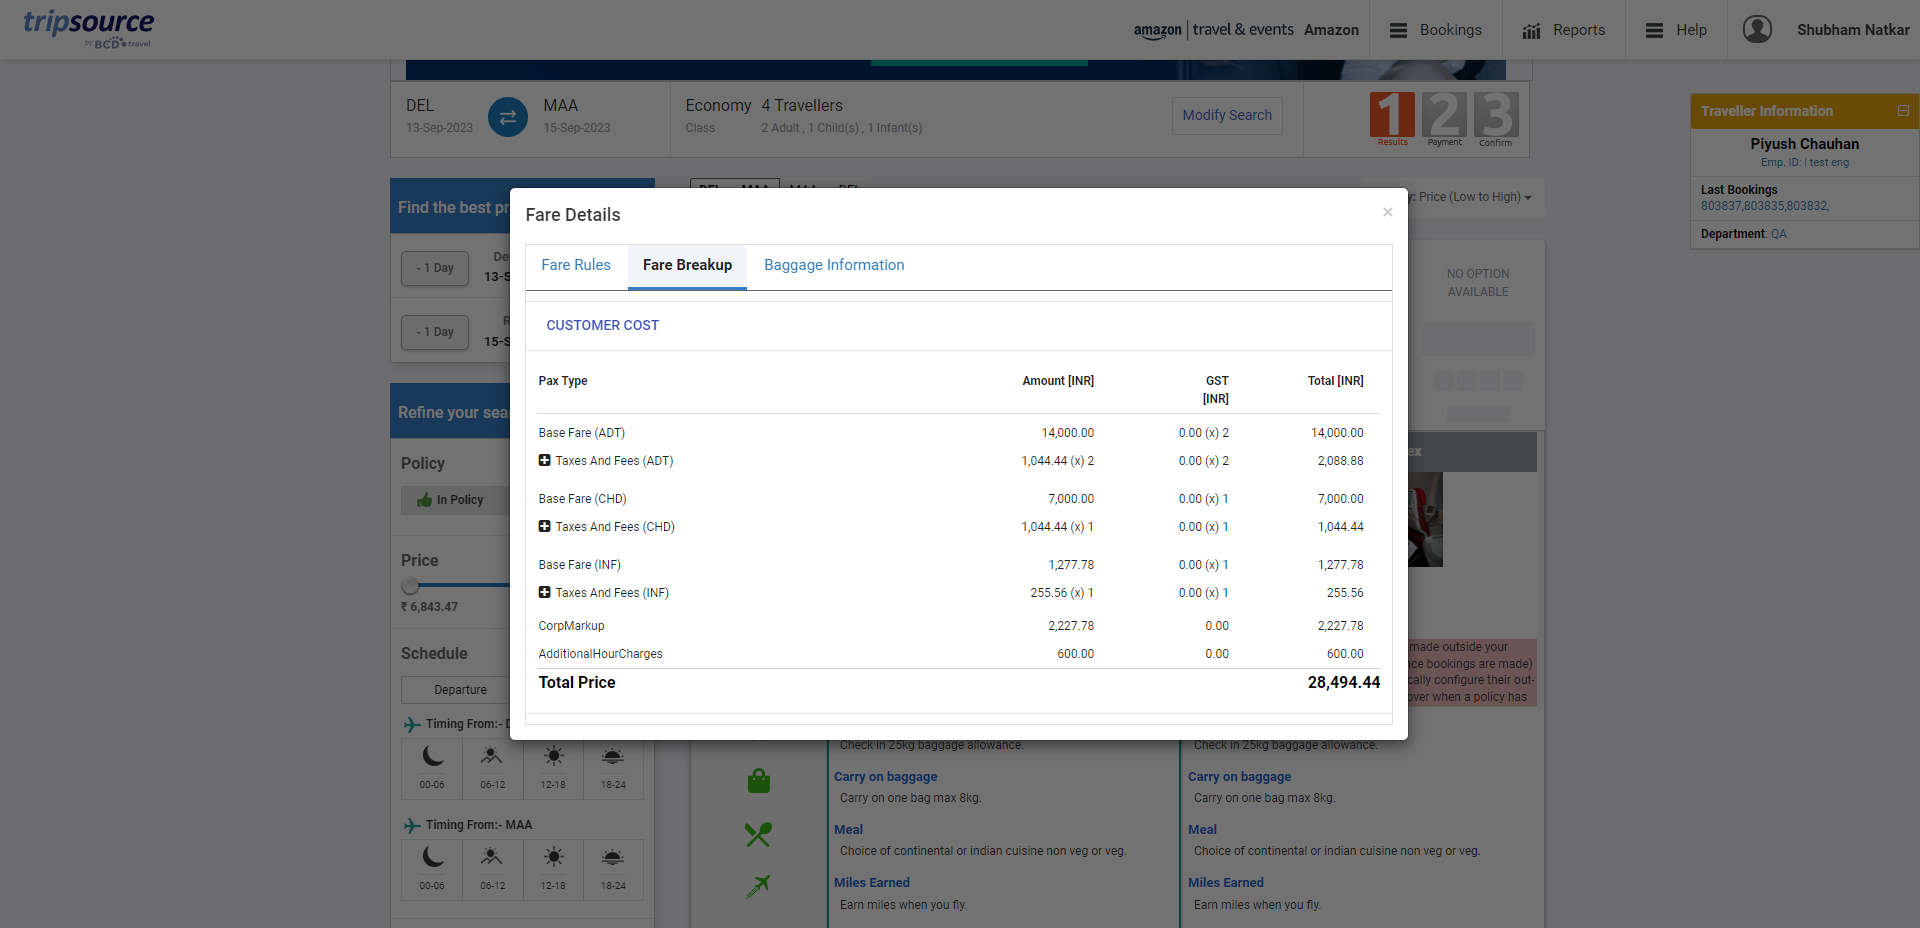 tripsource
by BCD travel
amazon | travel & events Amazon
Bookings
Reports
Help
Shubham Natkar
DEL
13-Sep-2023
MAA
15-Sep-2023
Economy 4 Travellers
Class 2 Adult , 1 Child(s) , 1 Infant(s)
Modify Search
1 2 3
Results Payment Confirm
Traveller Information
Piyush Chauhan
Emp. ID: | test eng
Last Bookings
803837,803835,803832,
Department: QA
Find the best
- 1 Day
- 1 Day
Refine your
Policy
In Policy
Price
₹ 6,843.47
Schedule
Departure
Timing From:-
00-06 06-12 12-18 18-24
Timing From:- MAA
00-06 06-12 12-18 18-24
Price (Low to High)
NO OPTION
AVAILABLE
Fare Details
×
Fare Rules Fare Breakup Baggage Information
CUSTOMER COST
Pax Type Amount [INR] GST [INR] Total [INR]
Base Fare (ADT) 14,000.00 0.00 (x) 2 14,000.00
Taxes And Fees (ADT) 1,044.44 (x) 2 0.00 (x) 2 2,088.88
Base Fare (CHD) 7,000.00 0.00 (x) 1 7,000.00
Taxes And Fees (CHD) 1,044.44 (x) 1 0.00 (x) 1 1,044.44
Base Fare (INF) 1,277.78 0.00 (x) 1 1,277.78
Taxes And Fees (INF) 255.56 (x) 1 0.00 (x) 1 255.56
CorpMarkup 2,227.78 0.00 2,227.78
AdditionalHourCharges 600.00 0.00 600.00
Total Price 28,494.44
made outside your
bookings are made)
configure their out-
over when a policy has
Check in 25kg baggage allowance.
Carry on baggage
Carry on one bag max 8kg.
Meal
Choice of continental or indian cuisine non veg or veg.
Miles Earned
Earn miles when you fly.
Check in 25kg baggage allowance.
Carry on baggage
Carry on one bag max 8kg.
Meal
Choice of continental or indian cuisine non veg or veg.
Miles Earned
Earn miles when you fly.